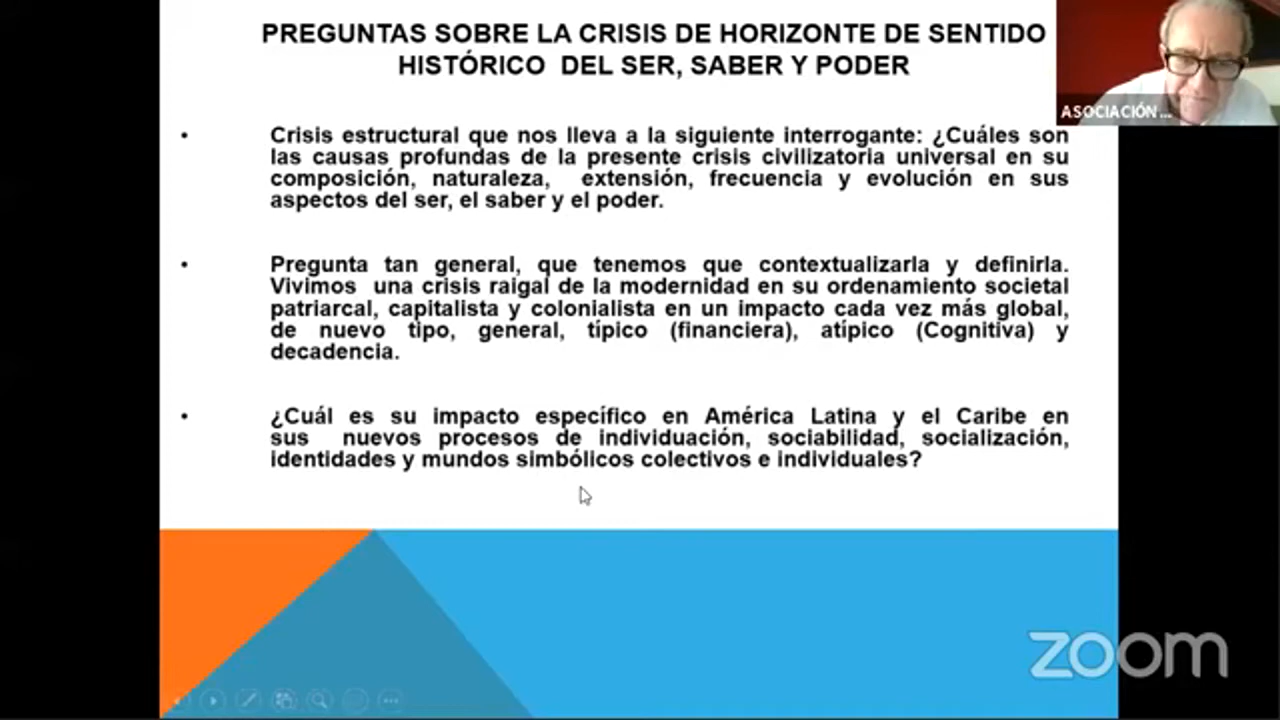 PREGUNTAS SOBRE LA CRISIS DE HORIZONTE DE SENTIDO
HISTÓRICO DEL SER, SABER Y PODER
ASOCIACIÓN ...
• Crisis estructural que nos lleva a la siguiente interrogante: ¿Cuáles son
las causas profundas de la presente crisis civilizatoria universal en su
composición, naturaleza, extensión, frecuencia y evolución en sus
aspectos del ser, el saber y el poder.
• Pregunta tan general, que tenemos que contextualizarla y definirla.
Vivimos una crisis raigal de la modernidad en su ordenamiento societal
patriarcal, capitalista y colonialista en un impacto cada vez más global,
de nuevo tipo, general, típico (financiera), atípico (Cognitiva) y
decadencia.
• ¿Cuál es su impacto específico en América Latina y el Caribe en
sus nuevos procesos de individuación, sociabilidad, socialización,
identidades y mundos simbólicos colectivos e individuales?
zoom